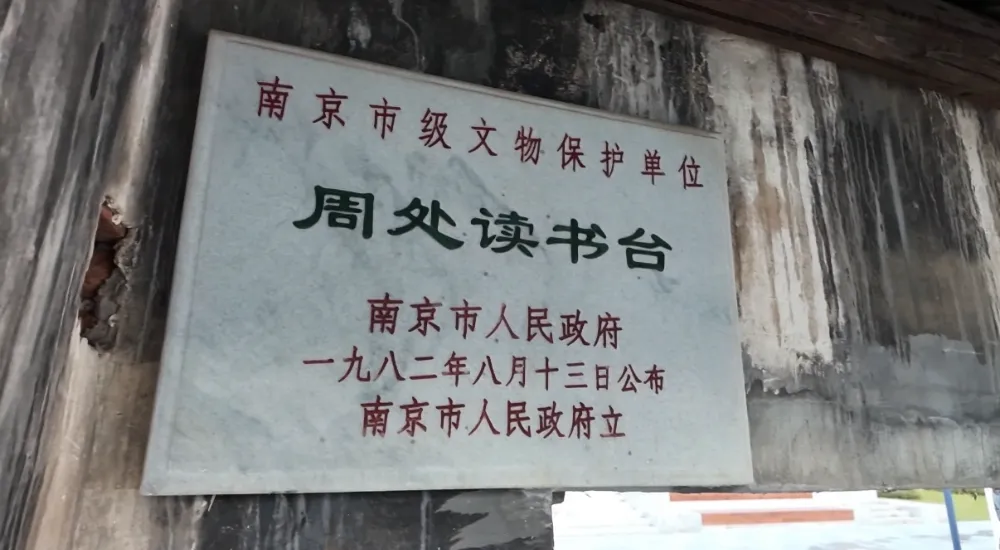 南京市级文物保护单位
周处读书台
南京市人民政府
一九八二年八月十三日公布
南京市人民政府立